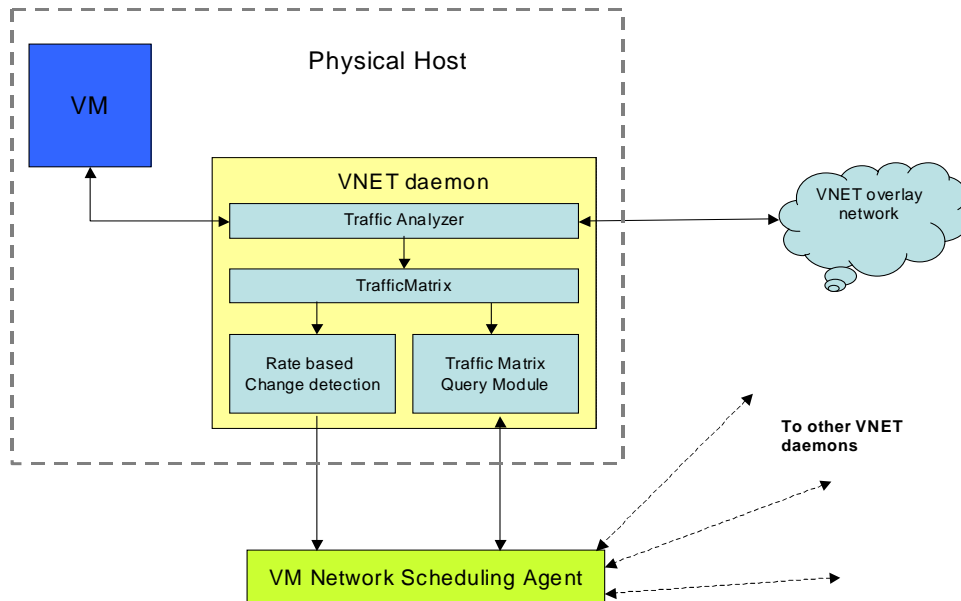 Physical Host
VM
VNET daemon
Traffic Analyzer
TrafficMatrix
Rate based
Change detection
Traffic Matrix
Query Module
VNET overlay
network
To other VNET
daemons
VM Network Scheduling Agent